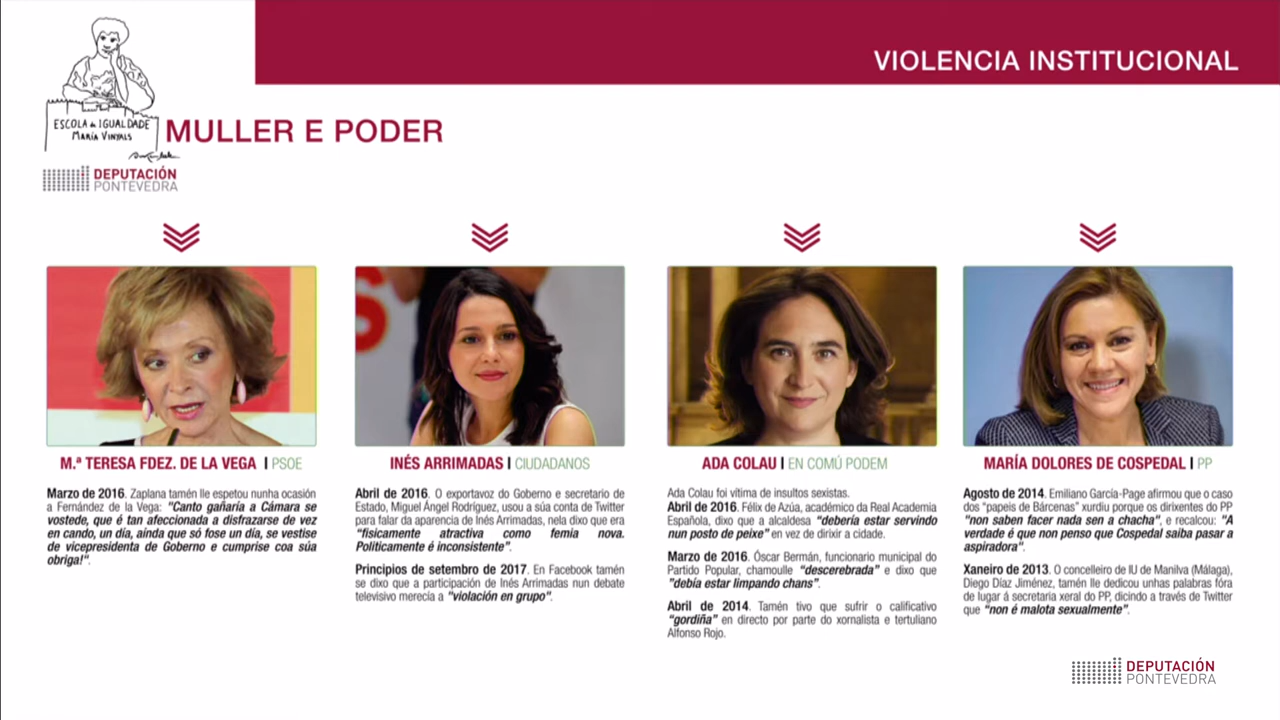 VIOLENCIA INSTITUCIONAL
ESCOLA de IGUALDADE
MARÍA VINYALS
MULLER E PODER
DEPUTACIÓN
PONTEVEDRA
M.ª TERESA FDEZ. DE LA VEGA | PSOE
Marzo de 2016. Zaplana tamén lle espetou nunha ocasión
a Fernández de la Vega: "Canto gañaría a Cámara se
vostede, que é tan afeccionada a disfrazarse de vez
en cando, un día, aínda que só fose un día, se vestise
de vicepresidenta de Goberno e cumprise coa súa
obriga!".
INÉS ARRIMADAS | CIUDADANOS
Abril de 2016. O exportavoz do Goberno e secretario de
Estado, Miguel Ángel Rodríguez, usou a súa conta de Twitter
para falar da aparencia de Inés Arrimadas, nela dixo que era
"fisicamente atractiva como femia nova.
Politicamente é inconsistente".
Principios de setembro de 2017. En Facebook tamén
se dixo que a participación de Inés Arrimadas nun debate
televisivo merecía a "violación en grupo".
ADA COLAU | EN COMÚ PODEM
Ada Colau foi vítima de insultos sexistas.
Abril de 2016. Félix de Azúa, académico da Real Academia
Española, dixo que a alcaldesa "debería estar servindo
nun posto de peixe" en vez de dirixir a cidade.
Marzo de 2016. Óscar Bermán, funcionario municipal do
Partido Popular, chamoulle "descerebrada" e dixo que
"debía estar limpando chans".
Abril de 2014. Tamén tivo que sufrir o calificativo
"gordiña" en directo por parte do xornalista e tertuliano
Alfonso Rojo.
MARÍA DOLORES DE COSPEDAL | PP
Agosto de 2014. Emiliano García-Page afirmou que o caso
dos "papeis de Bárcenas" xurdiu porque os dirixentes do PP
"non saben facer nada sen a chacha", e recalcou: "A
verdade é que non penso que Cospedal saiba pasar a
aspiradora".
Xaneiro de 2013. O concelleiro de IU de Manilva (Málaga),
Diego Díaz Jiménez, tamén lle dedicou unhas palabras fóra
de lugar á secretaria xeral do PP, dicindo a través de Twitter
que "non é malota sexualmente".
DEPUTACIÓN
PONTEVEDRA